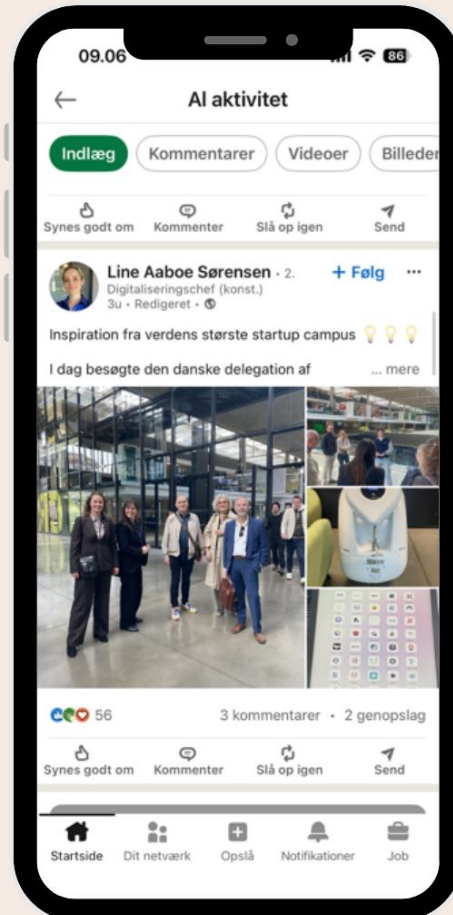 09.06
86
Al aktivitet
Indlæg Kommentarer Videoer Billeder
Synes godt om Kommenter Slå op igen Send
Line Aaboe Sørensen · 2. + Følg
Digitaliseringschef (konst.)
3u • Redigeret •
Inspiration fra verdens største startup campus
I dag besøgte den danske delegation af ... mere
56 3 kommentarer • 2 genopslag
Synes godt om Kommenter Slå op igen Send
Startside Dit netværk Opslå Notifikationer Job